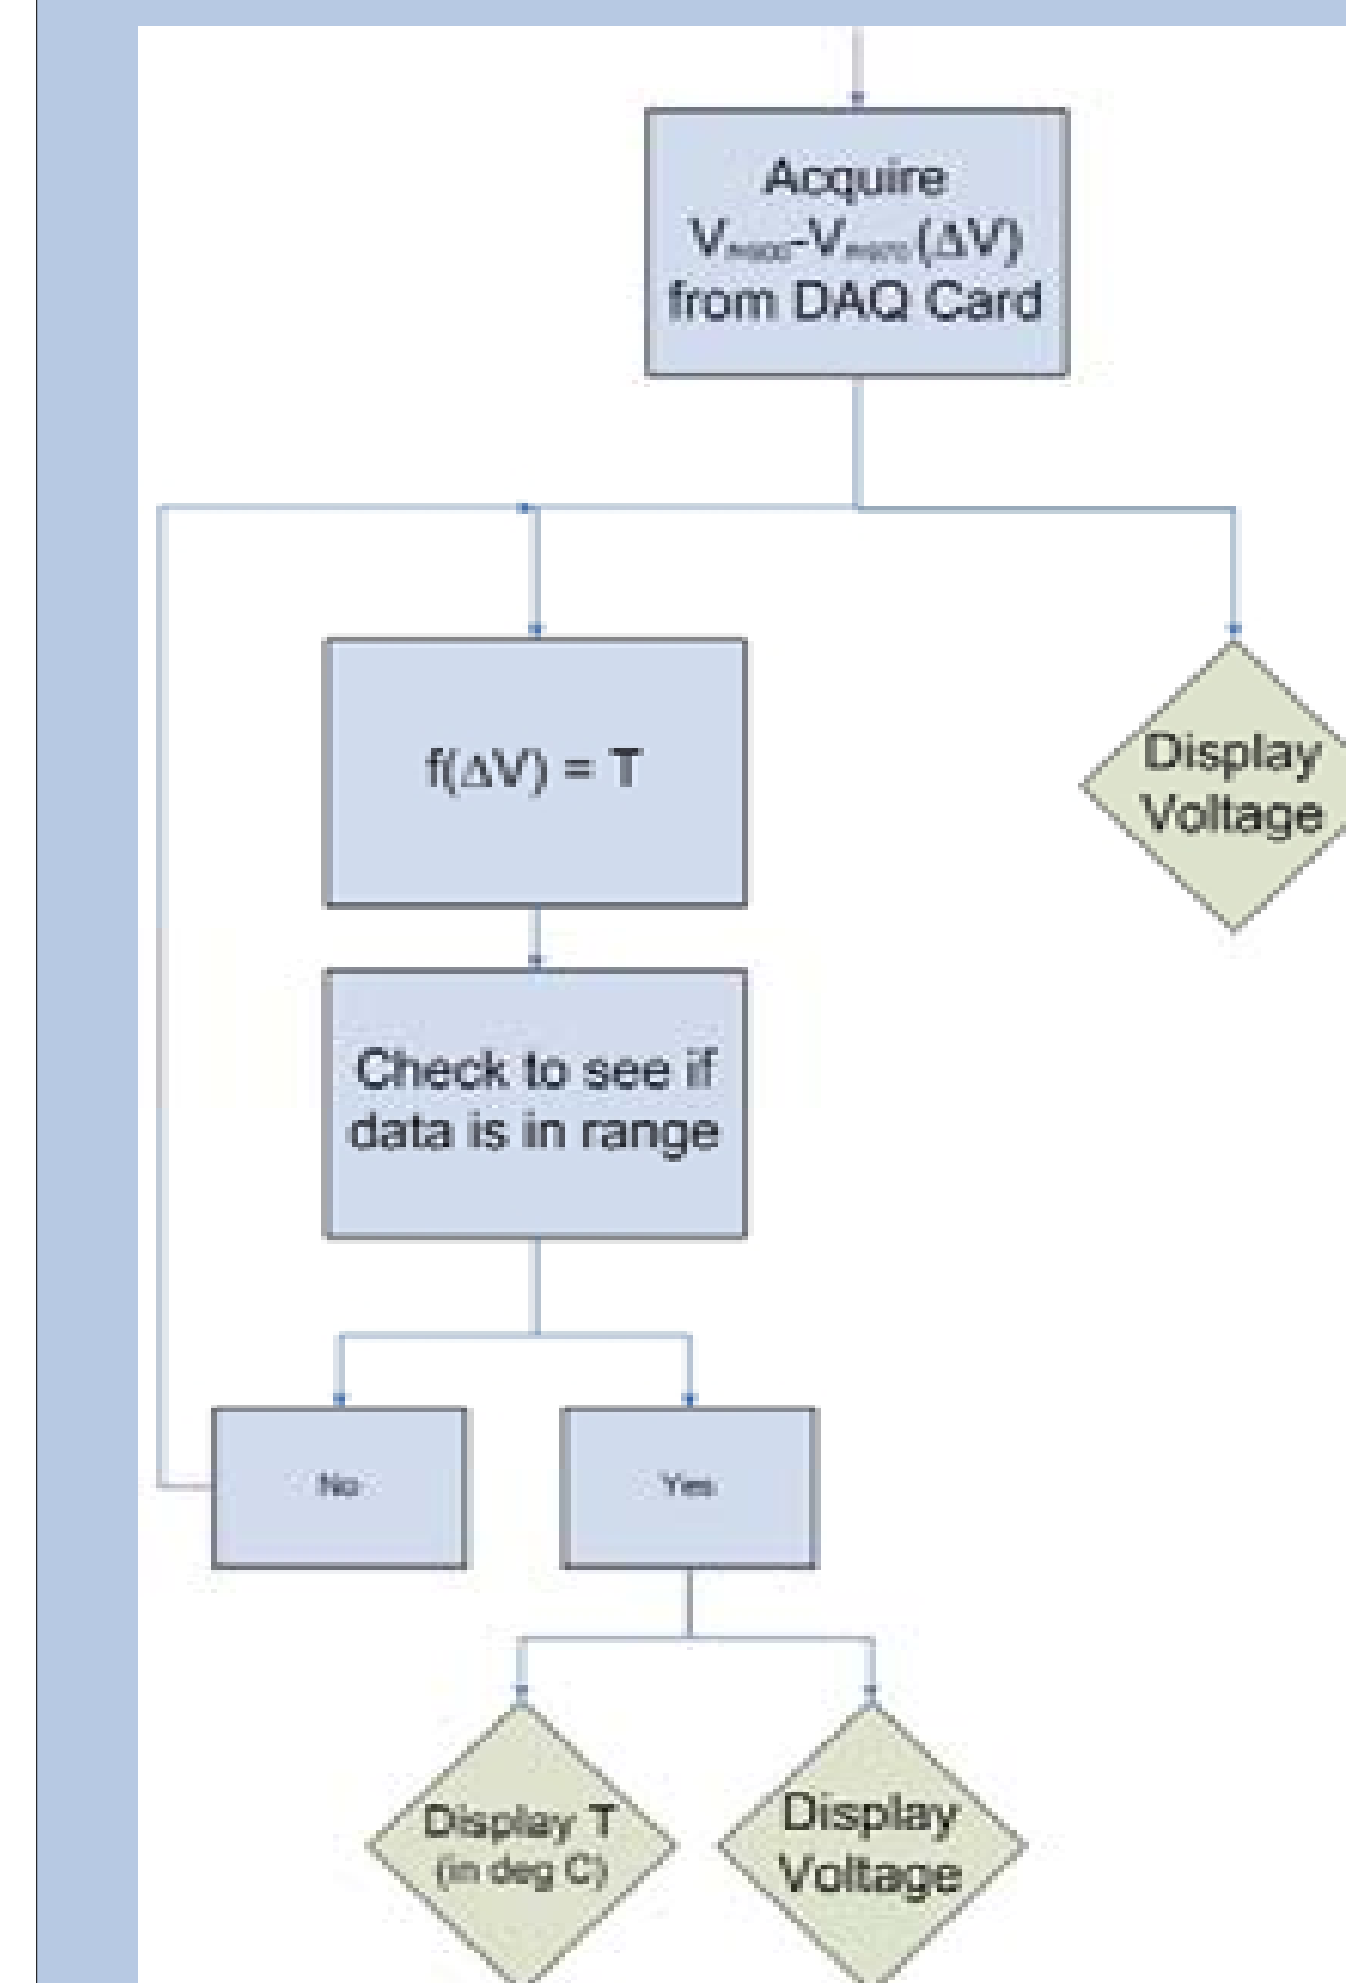 Acquire
V-V(ΔV)
from DAQ Card
f(ΔV) = T
Display
Voltage
Check to see if
data is in range
No
Yes
Display T
(in deg C)
Display
Voltage